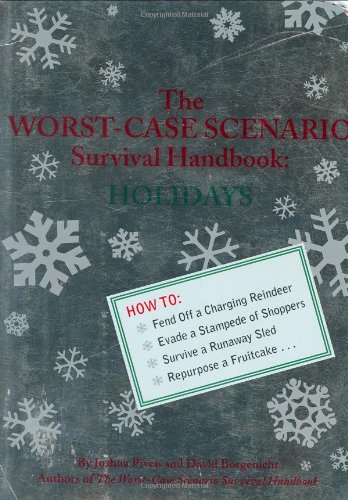 The
WORST-CASE SCENARIO
Survival Handbook:
HOLIDAYS
HOW TO:
Fend Off a Charging Reindeer
Evade a Stampede of Shoppers
Survive a Runaway Sled
Repurpose a Fruitcake . . .
By Joshua Piven and David Borgenicht
Authors of The Worst-Case Scenario Survival Handbook